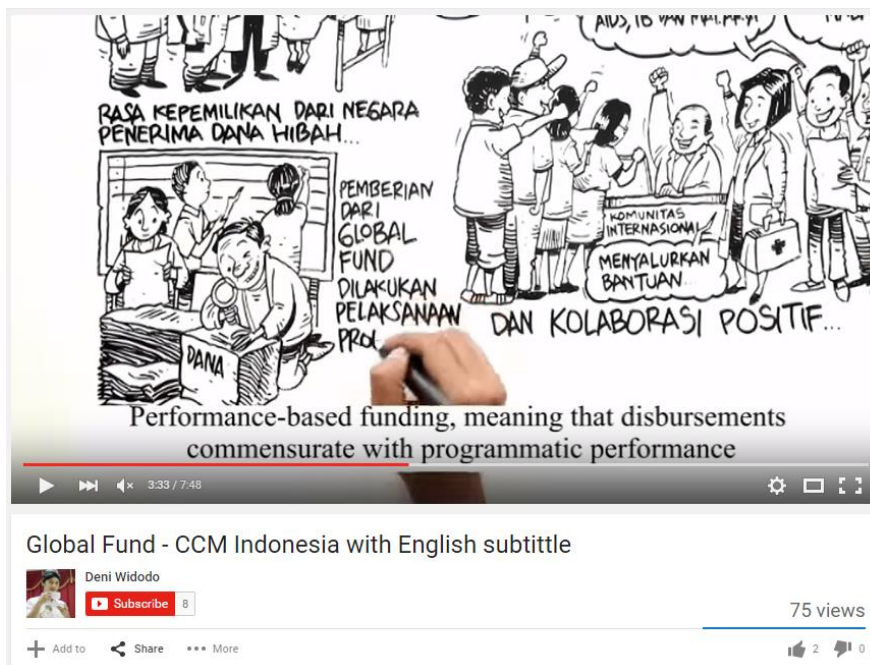 AIDS, TB DAN MALARIA
RASA KEPEMILIKAN DARI NEGARA
PENERIMA DANA HIBAH...
PEMBERIAN
DARI
GLOBAL
FUND
DILAKUKAN
PELAKSANAAN
DANA
KOMUNITAS
INTERNASIONAL
MENYALURKAN
BANTUAN...
DAN KOLABORASI POSITIF...
Performance-based funding, meaning that disbursements
commensurate with programmatic performance
3:33 / 7:48
Global Fund - CCM Indonesia with English subtittle
Deni Widodo
Subscribe 8
75 views
Add to Share More 2 0